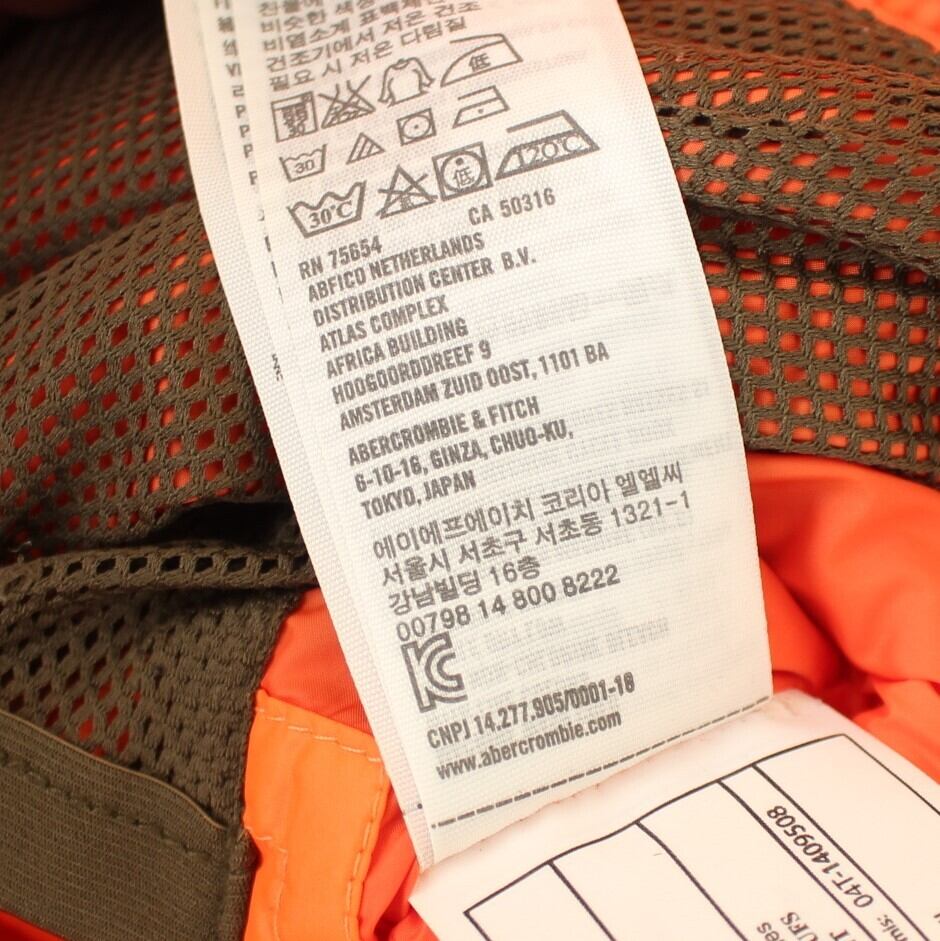 비슷한 색상
비염소계 표백제
건조기에서 저온 건조
필요 시 저온 다림질
低
30
30°C
低
120°C
RN 75654 CA 50316
ABFICO NETHERLANDS
DISTRIBUTION CENTER B.V.
ATLAS COMPLEX
AFRICA BUILDING
HOOGOORDDREEF 9
AMSTERDAM ZUID OOST, 1101 BA
ABERCROMBIE & FITCH
6-10-16, GINZA, CHUO-KU,
TOKYO, JAPAN
에이에프에이치 코리아 엘엘씨
서울시 서초구 서초동 1321-1
강남빌딩 16층
00798 14 800 8222
KC
CNPJ 14.277.905/0001-18
www.abercrombie.com
04T-1409508